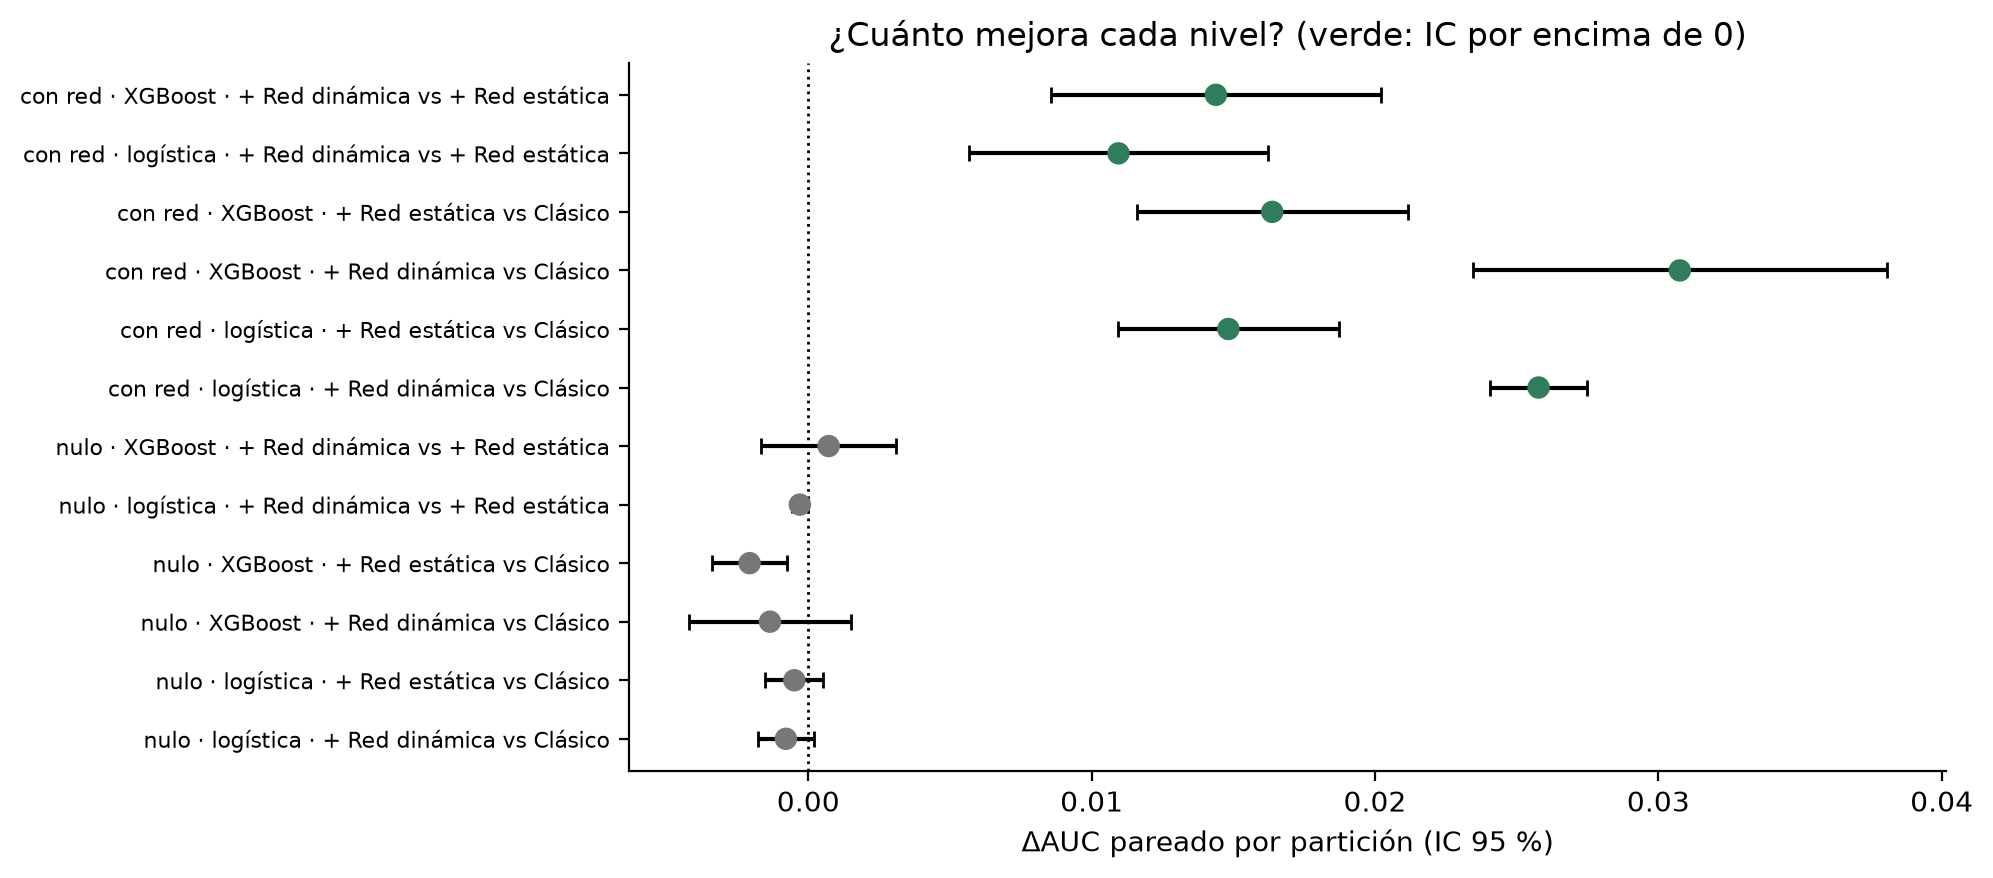 ¿Cuánto mejora cada nivel? (verde: IC por encima de 0)
con red · XGBoost · + Red dinámica vs + Red estática
con red · logística · + Red dinámica vs + Red estática
con red · XGBoost · + Red estática vs Clásico
con red · XGBoost · + Red dinámica vs Clásico
con red · logística · + Red estática vs Clásico
con red · logística · + Red dinámica vs Clásico
nulo · XGBoost · + Red dinámica vs + Red estática
nulo · logística · + Red dinámica vs + Red estática
nulo · XGBoost · + Red estática vs Clásico
nulo · XGBoost · + Red dinámica vs Clásico
nulo · logística · + Red estática vs Clásico
nulo · logística · + Red dinámica vs Clásico
0.00 0.01 0.02 0.03 0.04
ΔAUC pareado por partición (IC 95 %)